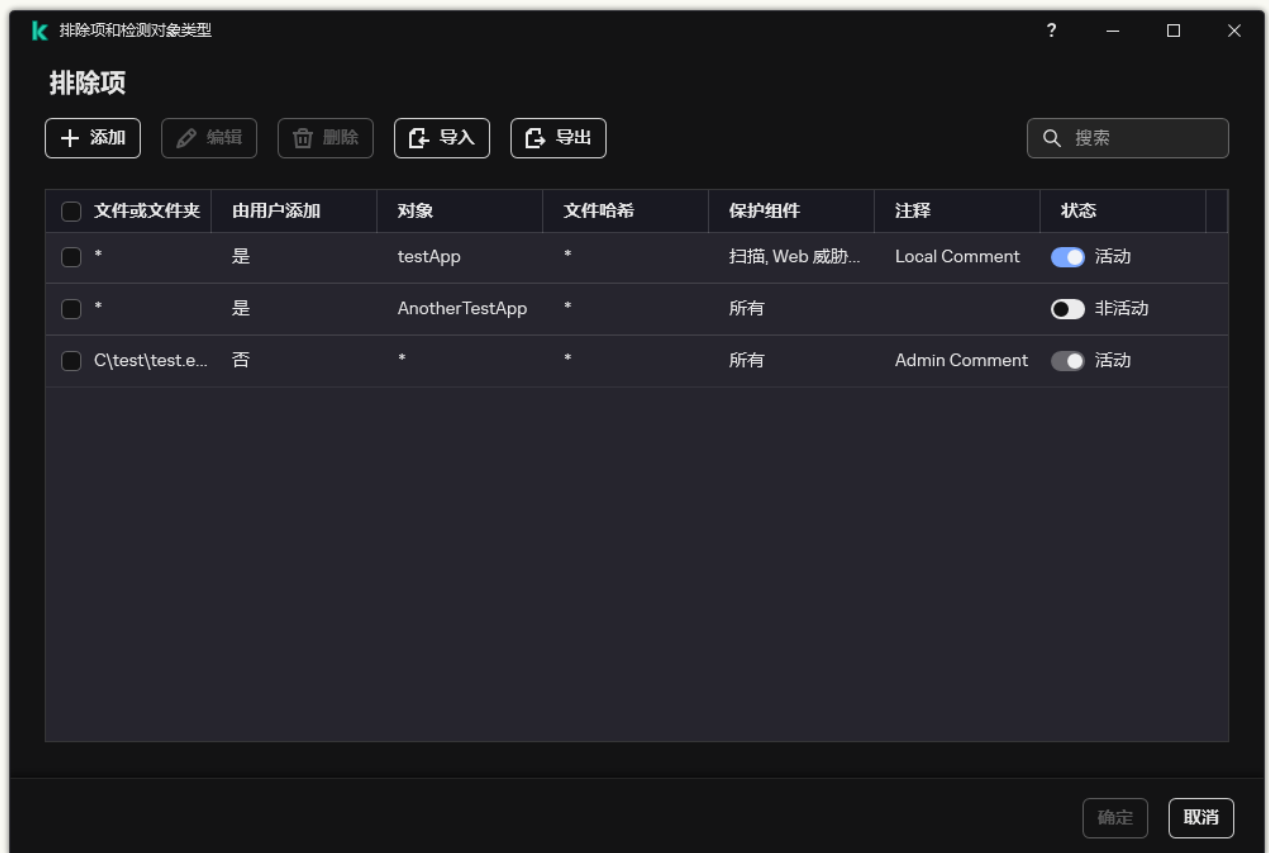 排除项和检测对象类型
?
排除项
添加 编辑 删除 导入 导出 搜索
文件或文件夹 由用户添加 对象 文件哈希 保护组件 注释 状态
* 是 testApp * 扫描, Web 威胁... Local Comment 活动
* 是 AnotherTestApp * 所有 非活动
C\test\test.e... 否 * * 所有 Admin Comment 活动
确定 取消